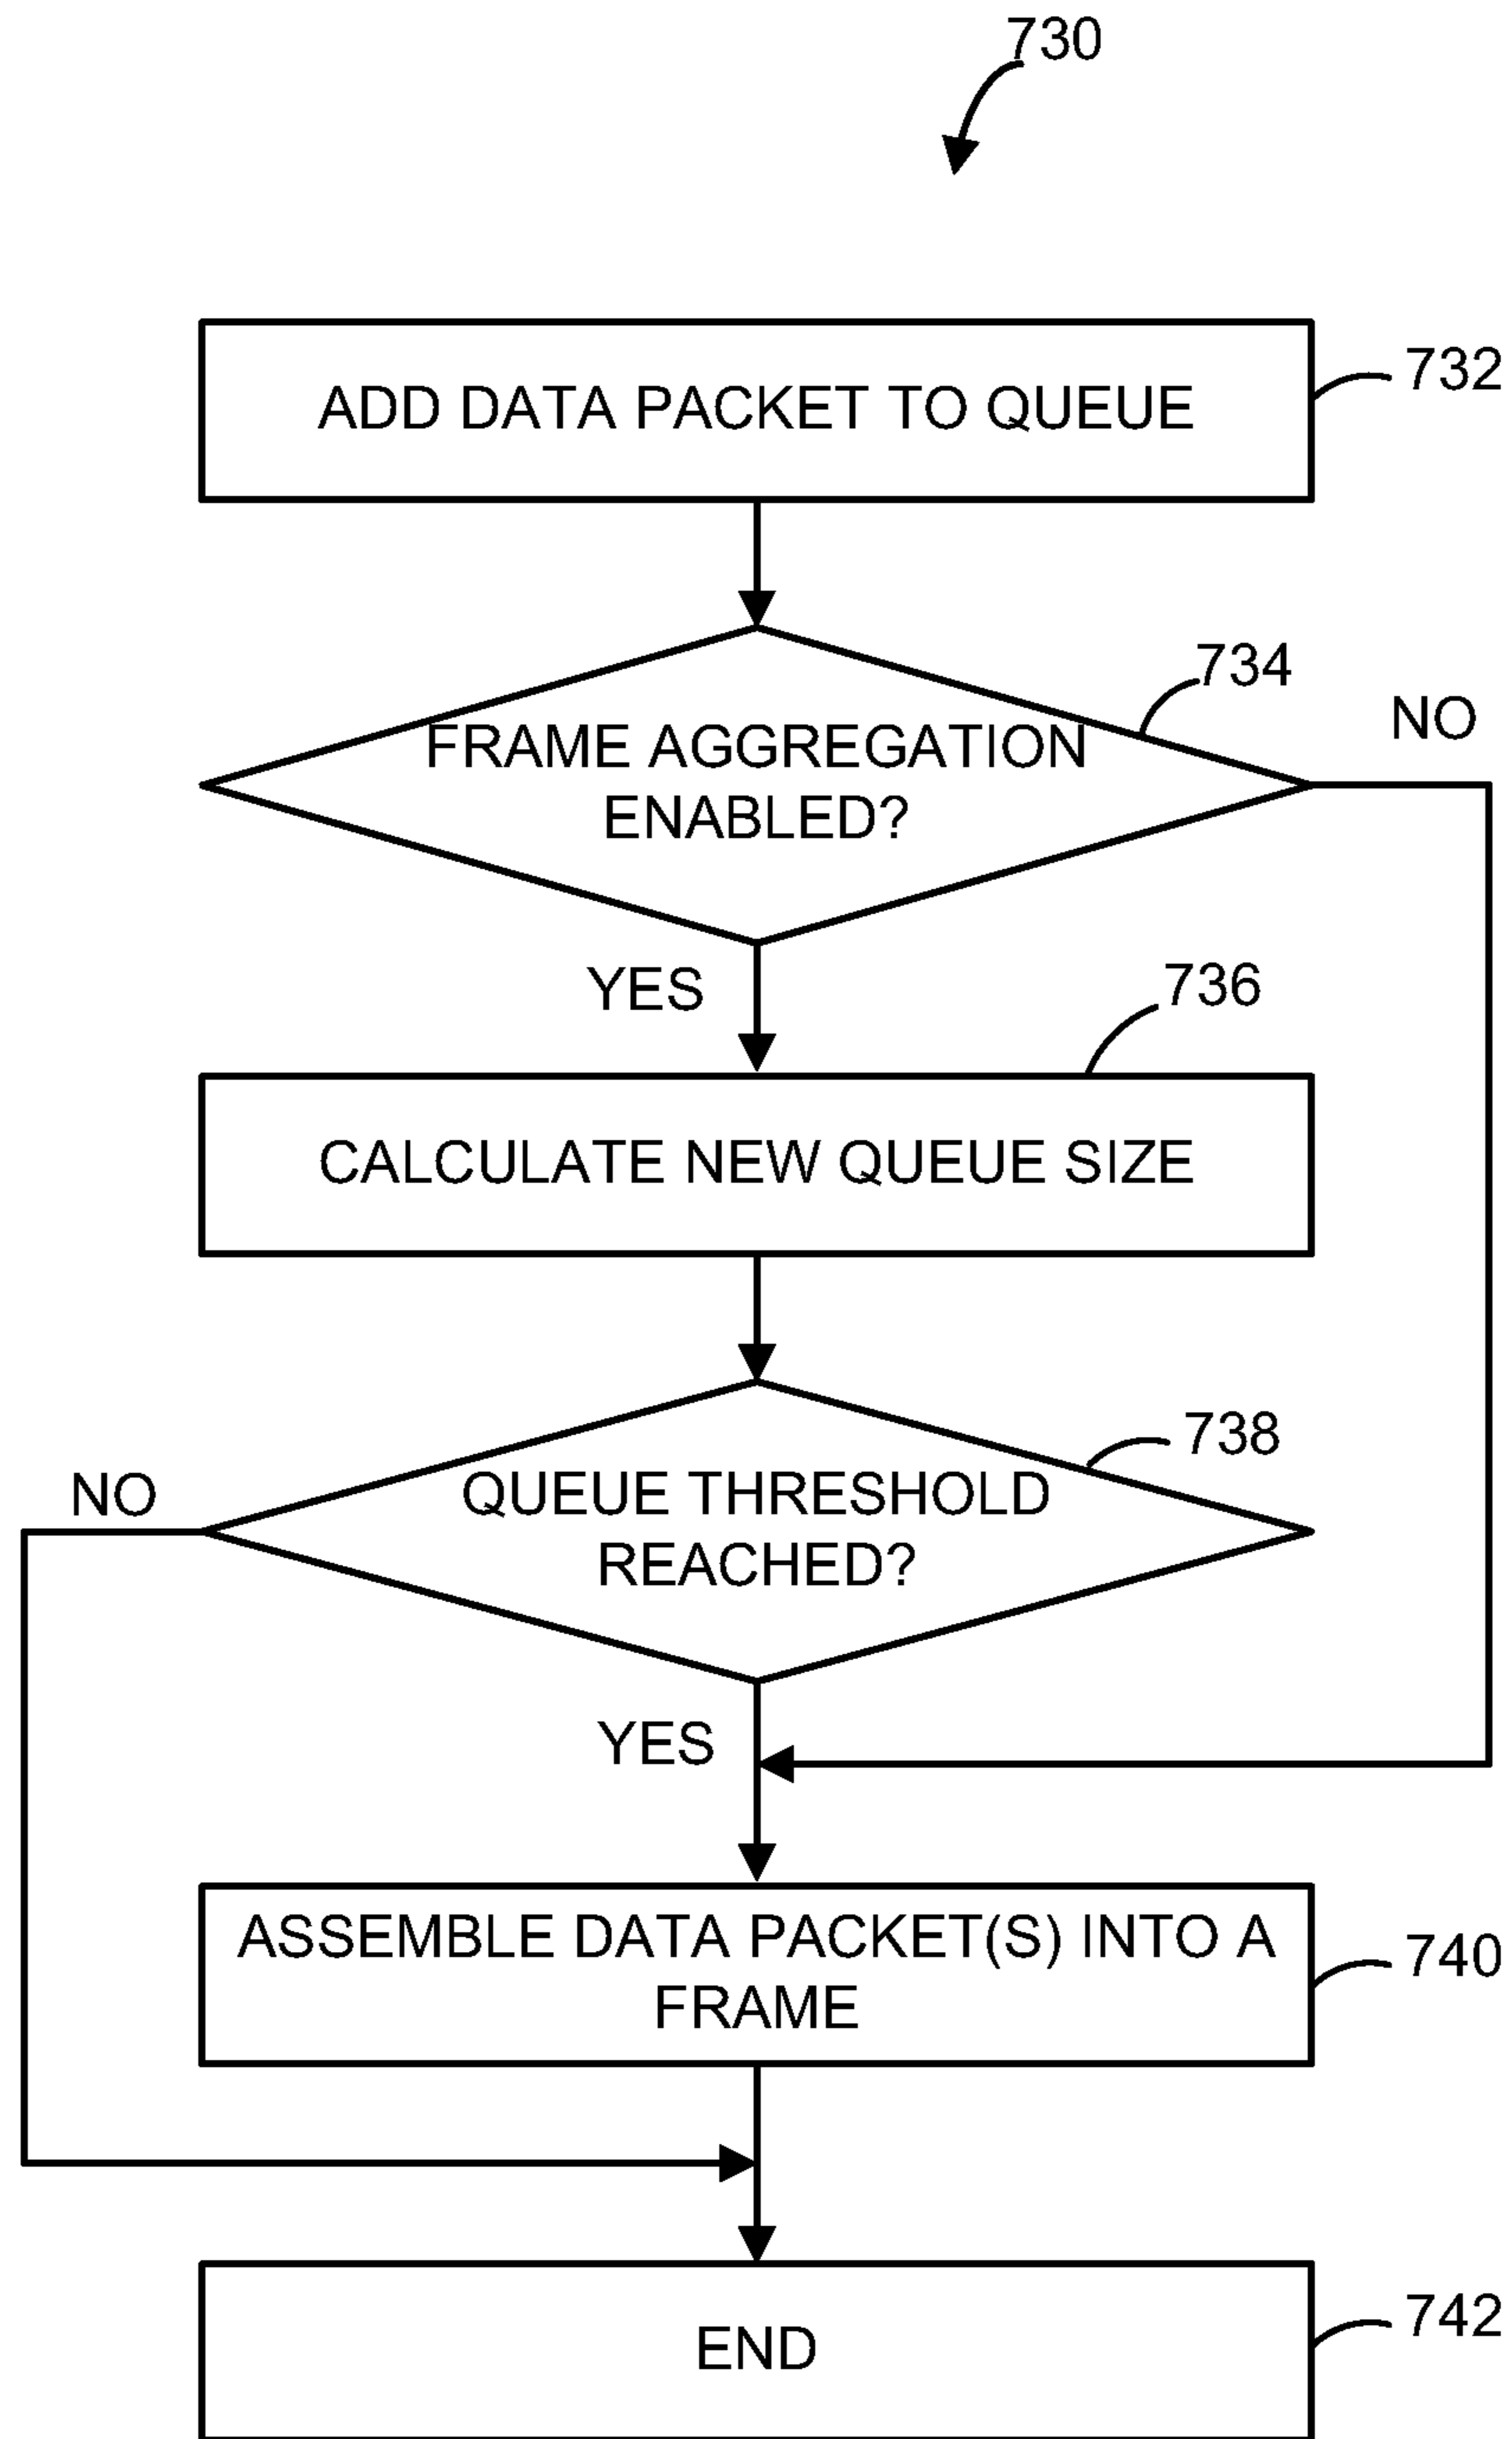 730
ADD DATA PACKET TO QUEUE
732
734
NO
FRAME AGGREGATION
ENABLED?
YES
736
CALCULATE NEW QUEUE SIZE
738
NO
QUEUE THRESHOLD
REACHED?
YES
ASSEMBLE DATA PACKET(S) INTO A
FRAME
740
END
742